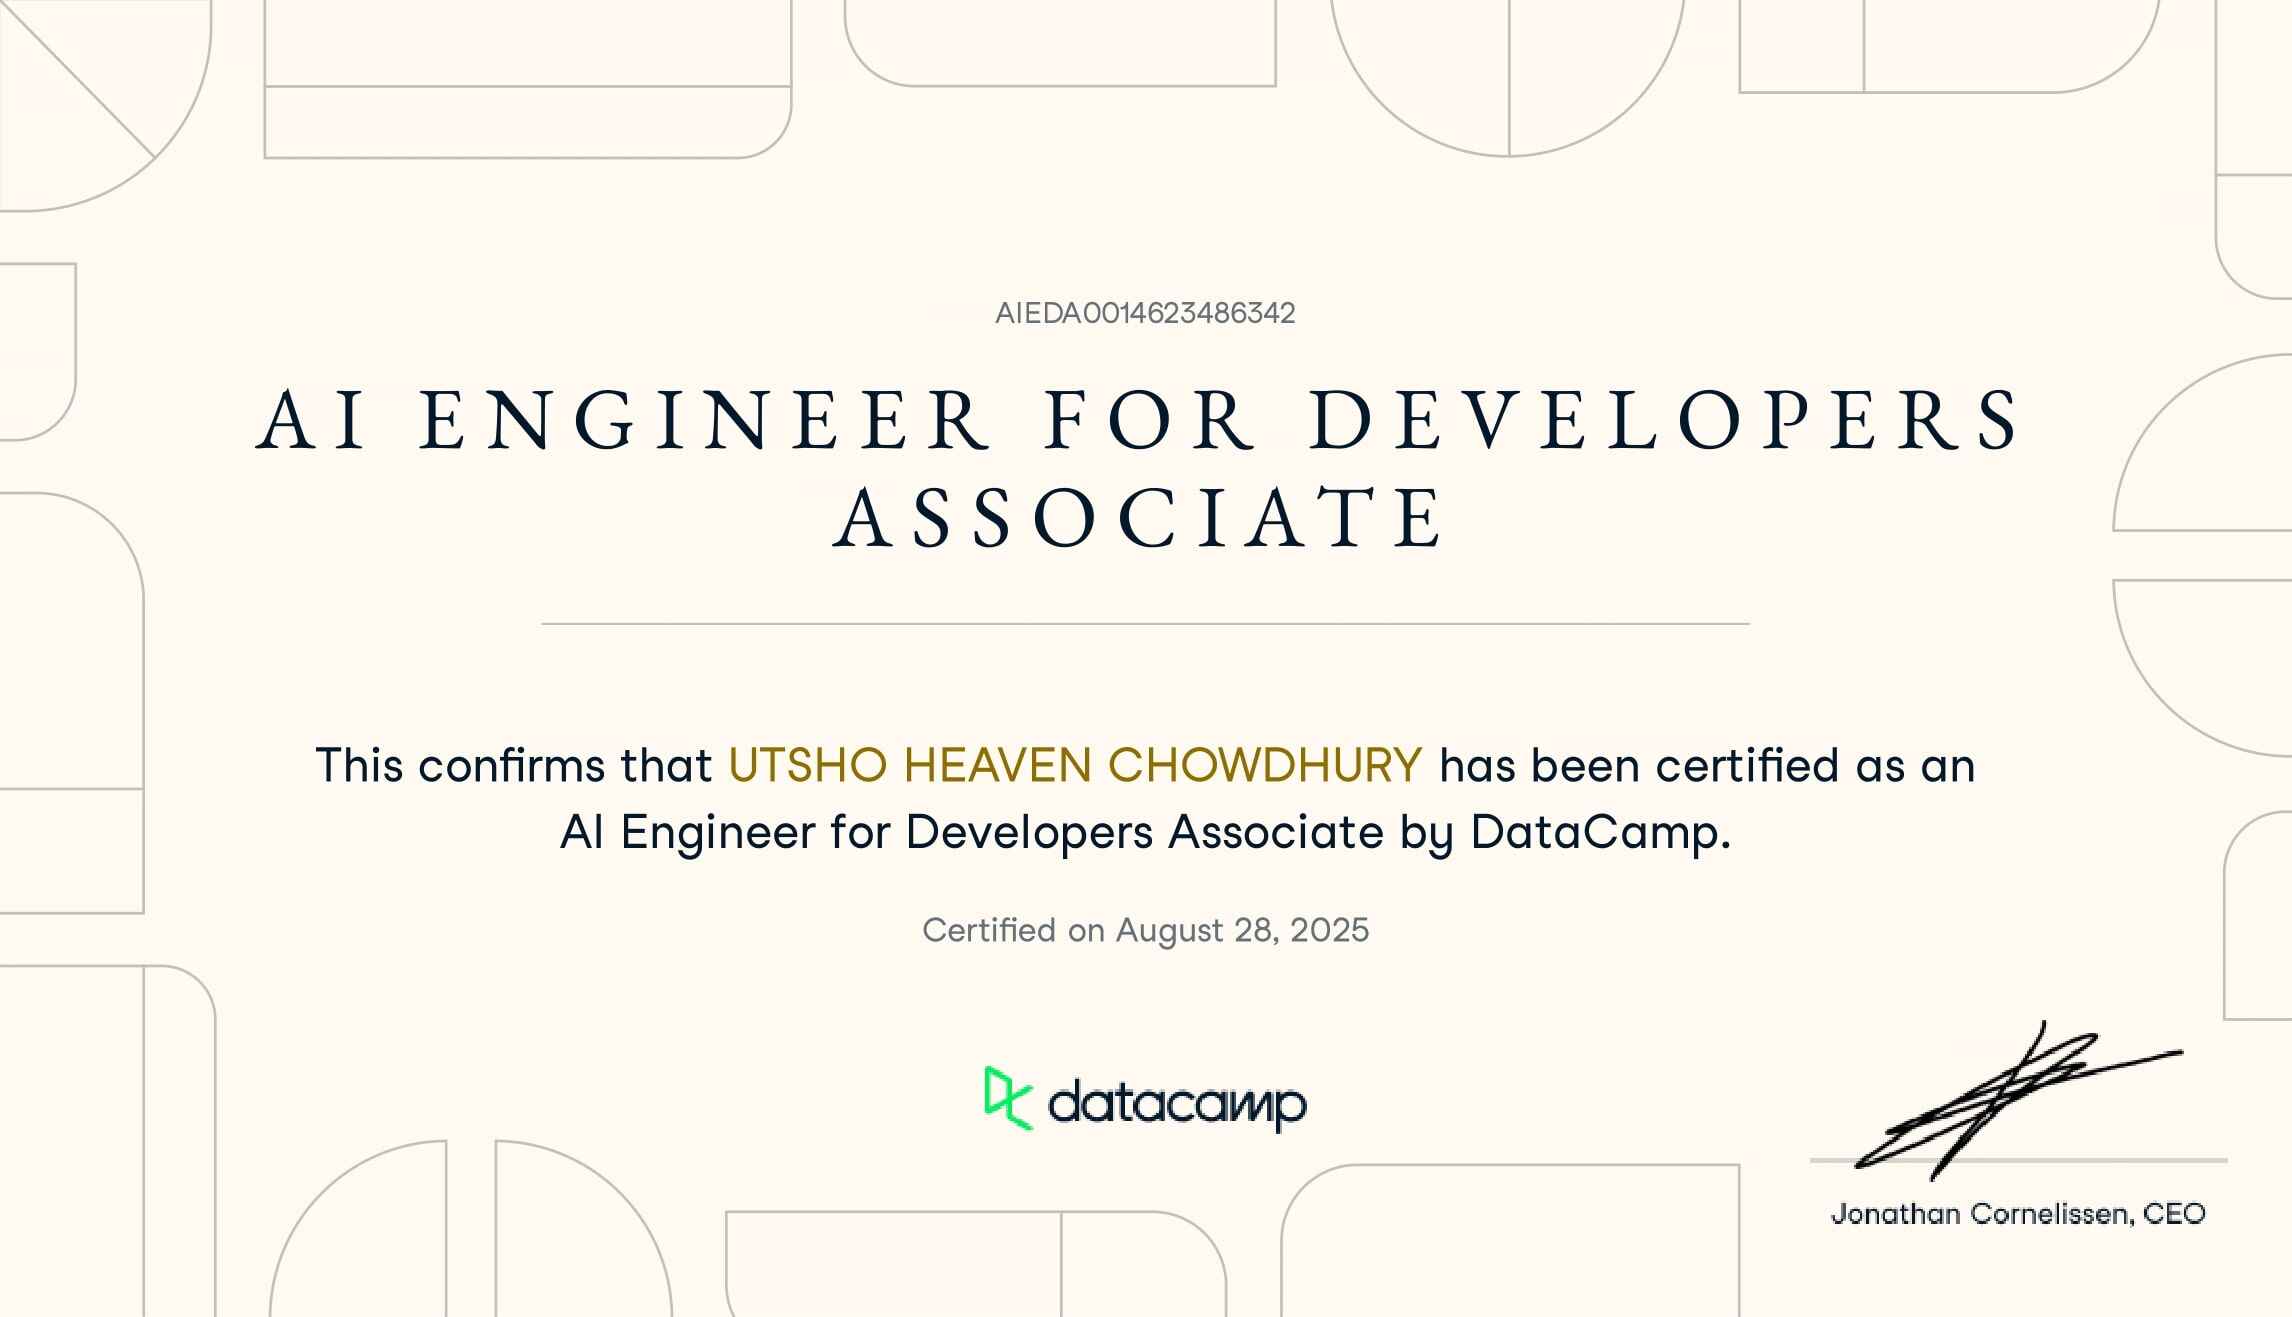 AIEDA0014623486342
AI ENGINEER FOR DEVELOPERS
ASSOCIATE
This confirms that UTSHO HEAVEN CHOWDHURY has been certified as an
AI Engineer for Developers Associate by DataCamp.
Certified on August 28, 2025
datacamp
Jonathan Cornelissen, CEO